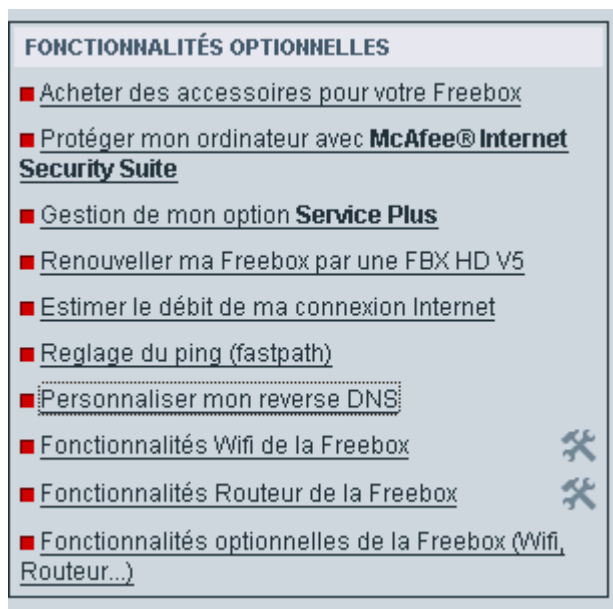 FONCTIONNALITÉS OPTIONNELLES
Acheter des accessoires pour votre Freebox
Protéger mon ordinateur avec McAfee® Internet
Security Suite
Gestion de mon option Service Plus
Renouveller ma Freebox par une FBX HD V5
Estimer le débit de ma connexion Internet
Reglage du ping (fastpath)
Personnaliser mon reverse DNS
Fonctionnalités Wifi de la Freebox
Fonctionnalités Routeur de la Freebox
Fonctionnalités optionnelles de la Freebox (Wifi,
Routeur...)